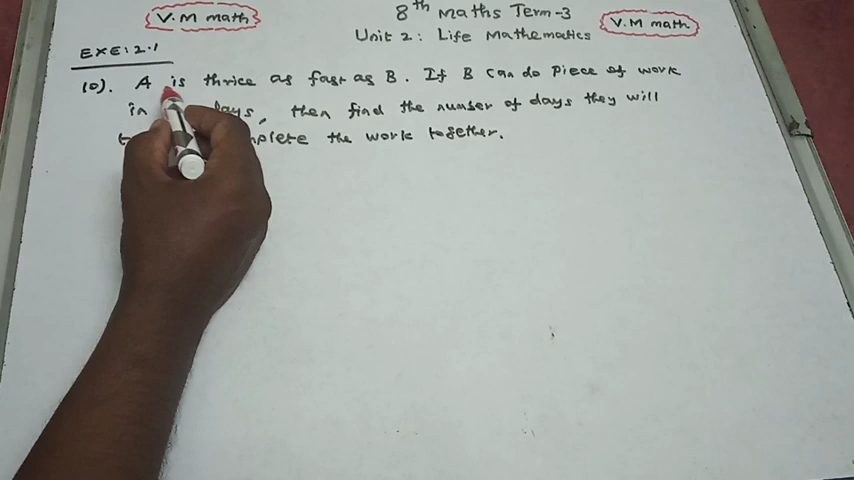 V.M math
8th Maths Term-3
V.M math
Unit 2: Life Mathematics
EXE: 2.1
(10). A is thrice as fast as B. If B can do piece of work
in days, then find the number of days they will
the work together.